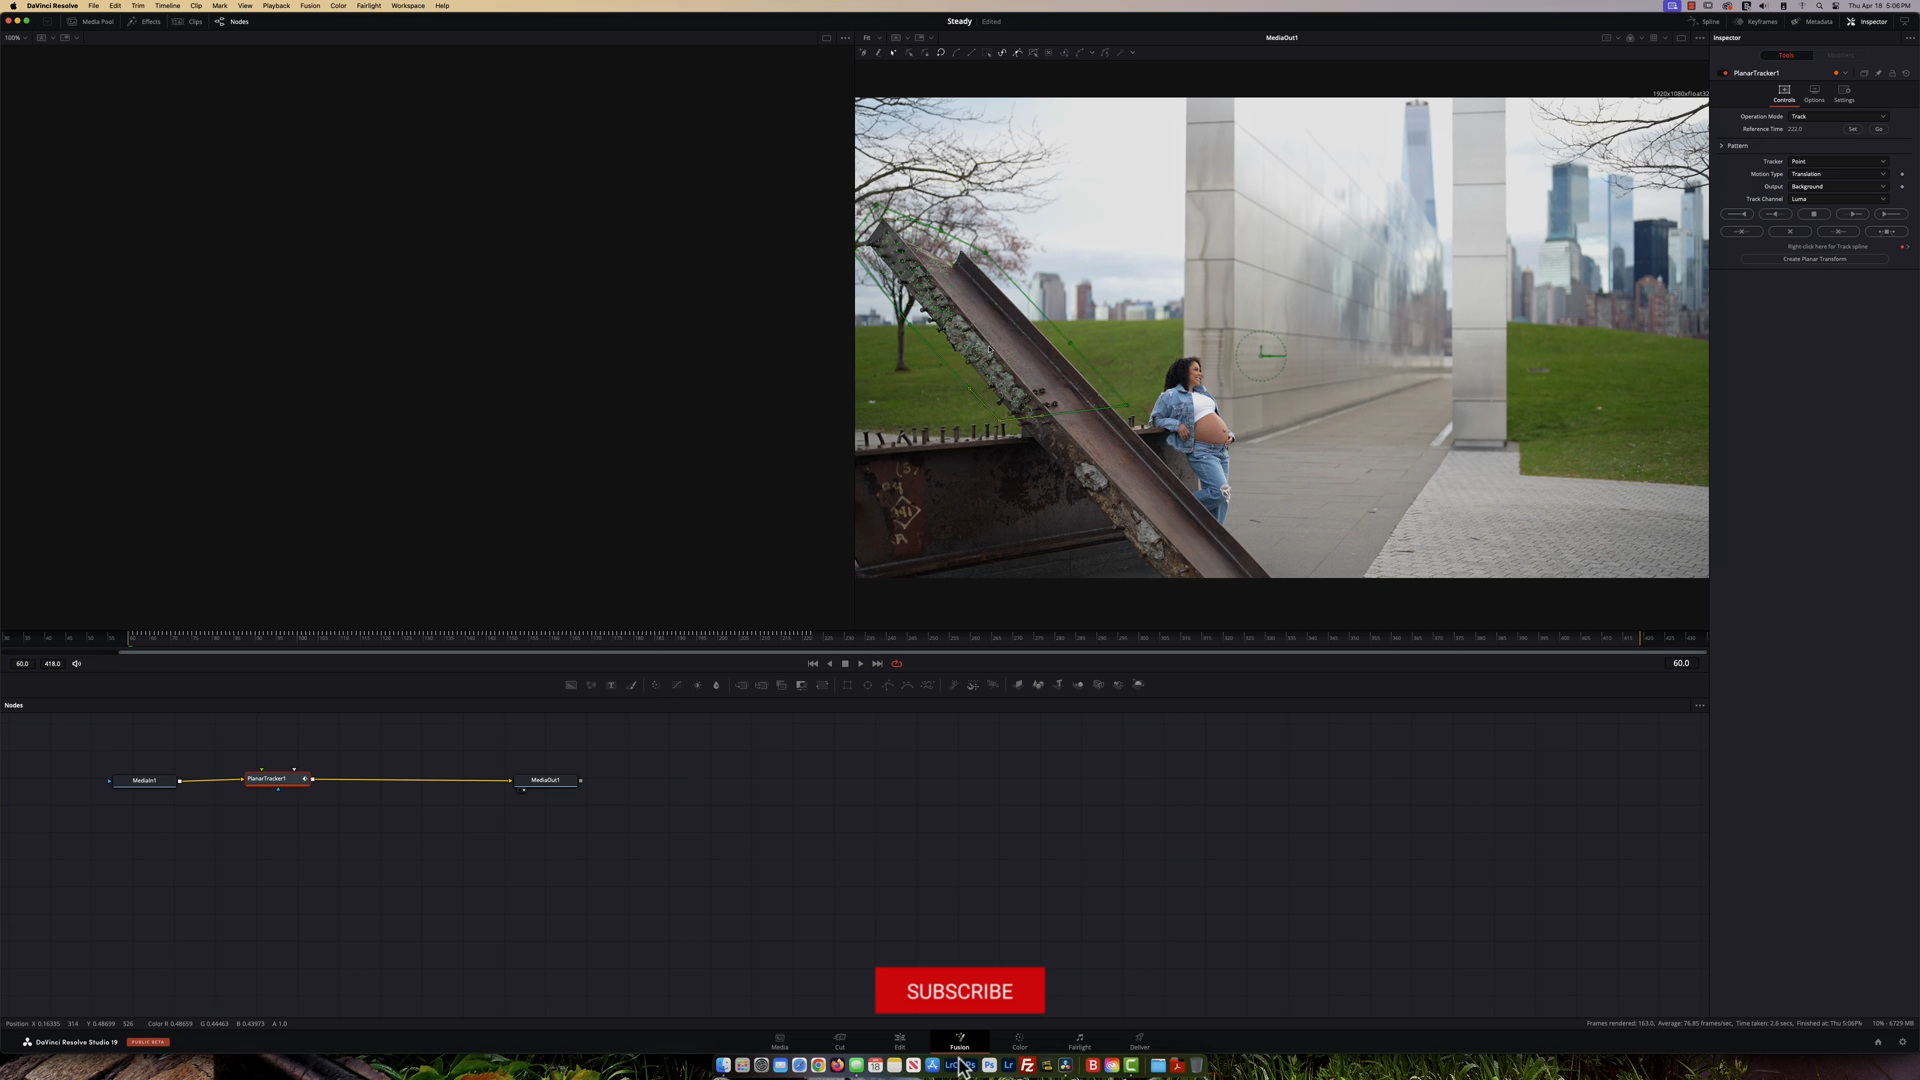 DaVinci Resolve File Edit Trim Timeline Clip Mark View Playback Fusion Color Fairlight Workspace Help Thu Apr 18 5:06 PM
Media Pool Effects Clips Nodes Steady Edited Spline Keyframes Metadata Inspector
100% Fit MediaOut1 Inspector
Tools Modifiers
PlanarTracker1
1920x1080xfloat32
Controls Options Settings
Operation Mode Track
Reference Time 222.0 Set Go
Pattern
Tracker Point
Motion Type Translation
Output Background
Track Channel Luma
Right-click here for Track spline
Create Planar Transform
60.0 418.0 60.0
Nodes
MediaIn1 PlanarTracker1 MediaOut1
SUBSCRIBE
Position X 0.16335 314 Y 0.48699 526 Color R 0.48659 G 0.44463 B 0.43973 A 1.0 Frames rendered: 163.0, Average: 76.85 frames/sec, Time taken: 2.6 secs, Finished at: Thu 5:06PM 10% - 6729 MB
DaVinci Resolve Studio 19 PUBLIC BETA Media Cut Edit Fusion Color Fairlight Deliver